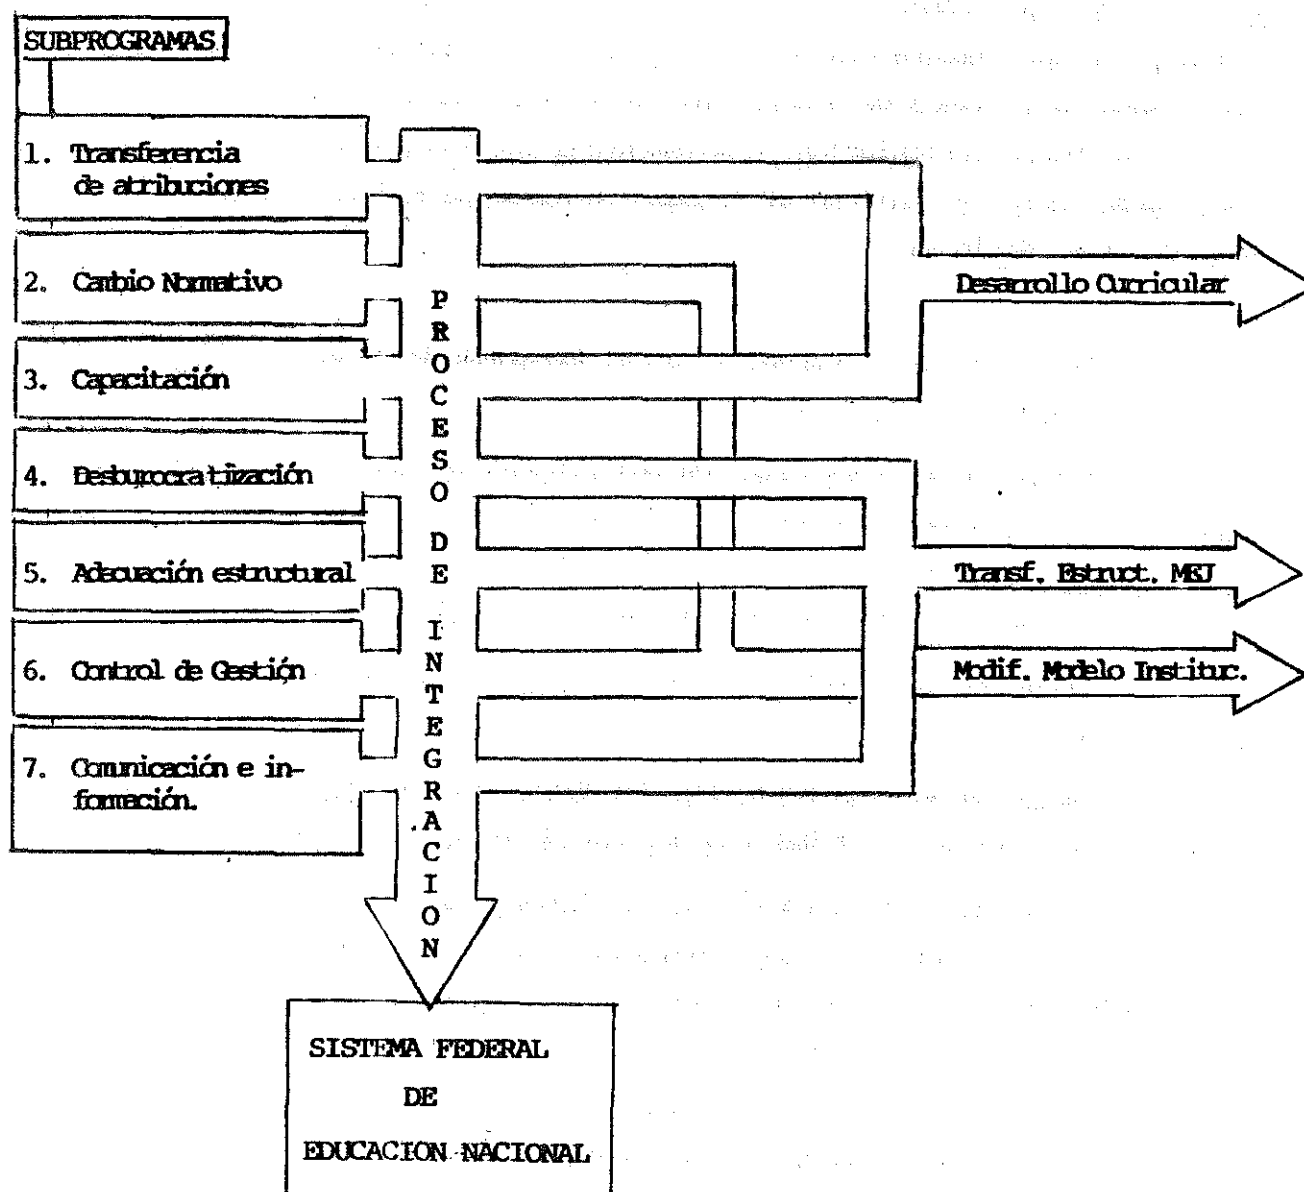 SUBPROGRAMAS
1. Transferencia
de atribuciones
2. Cambio Normativo
3. Capacitación
4. Desburocratización
5. Adecuación estructural
6. Control de Gestión
7. Comunicación e in-
formación.
PROCESO DE INTEGRACION
Desarrollo Curricular
Transf. Estruct. MEJ
Modif. Modelo Instituc.
SISTEMA FEDERAL
DE
EDUCACION NACIONAL